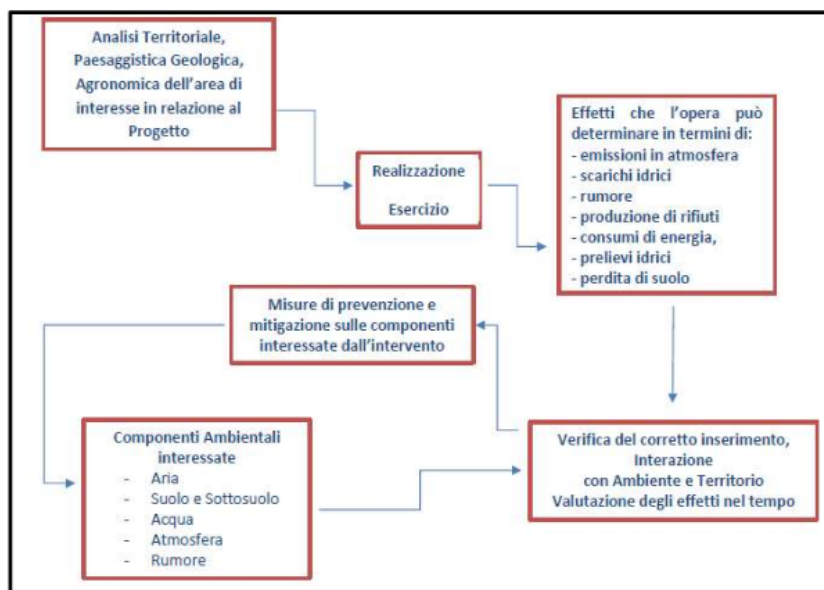 Analisi Territoriale,
Paesaggistica Geologica,
Agronomica dell'area di
interesse in relazione al
Progetto
Realizzazione
Esercizio
Effetti che l'opera può
determinare in termini di:
- emissioni in atmosfera
- scarichi idrici
- rumore
- produzione di rifiuti
- consumi di energia,
- prelievi idrici
- perdita di suolo
Misure di prevenzione e
mitigazione sulle componenti
interessate dall'intervento
Componenti Ambientali
interessate
- Aria
- Suolo e Sottosuolo
- Acqua
- Atmosfera
- Rumore
Verifica del corretto inserimento,
Interazione
con Ambiente e Territorio
Valutazione degli effetti nel tempo